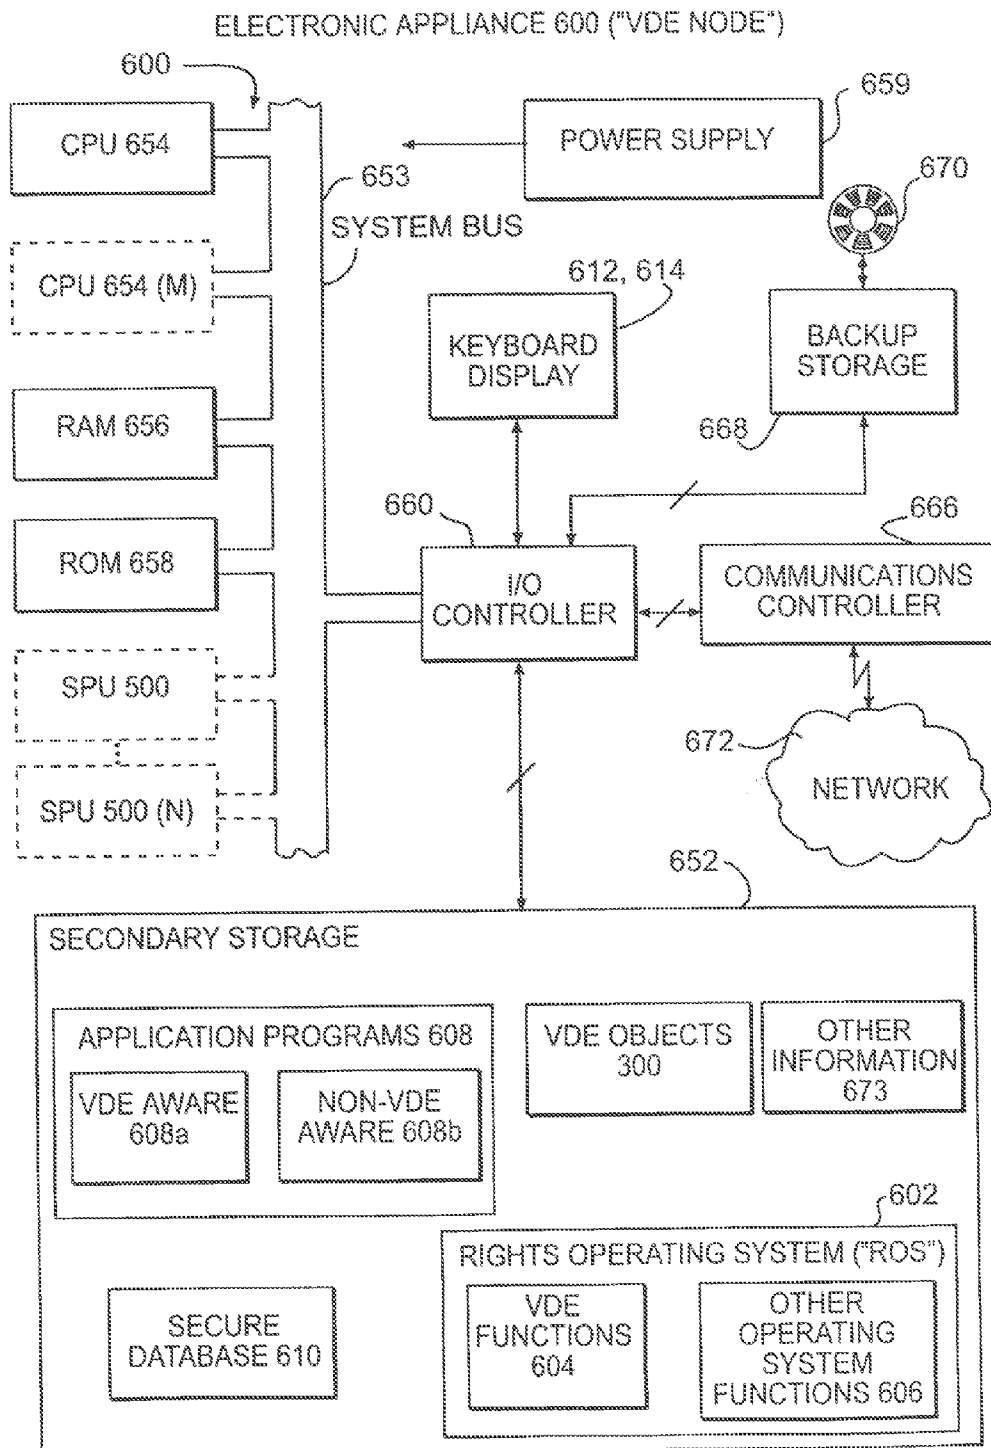 ELECTRONIC APPLIANCE 600 ("VDE NODE")
600
CPU 654
653
SYSTEM BUS
POWER SUPPLY
659
670
CPU 654 (M)
612, 614
KEYBOARD
DISPLAY
BACKUP
STORAGE
668
RAM 656
660
666
ROM 658
I/O
CONTROLLER
COMMUNICATIONS
CONTROLLER
SPU 500
672
NETWORK
SPU 500 (N)
652
SECONDARY STORAGE
APPLICATION PROGRAMS 608
VDE AWARE
608a
NON-VDE
AWARE 608b
VDE OBJECTS
300
OTHER
INFORMATION
673
602
RIGHTS OPERATING SYSTEM ("ROS")
SECURE
DATABASE 610
VDE
FUNCTIONS
604
OTHER
OPERATING
SYSTEM
FUNCTIONS 606